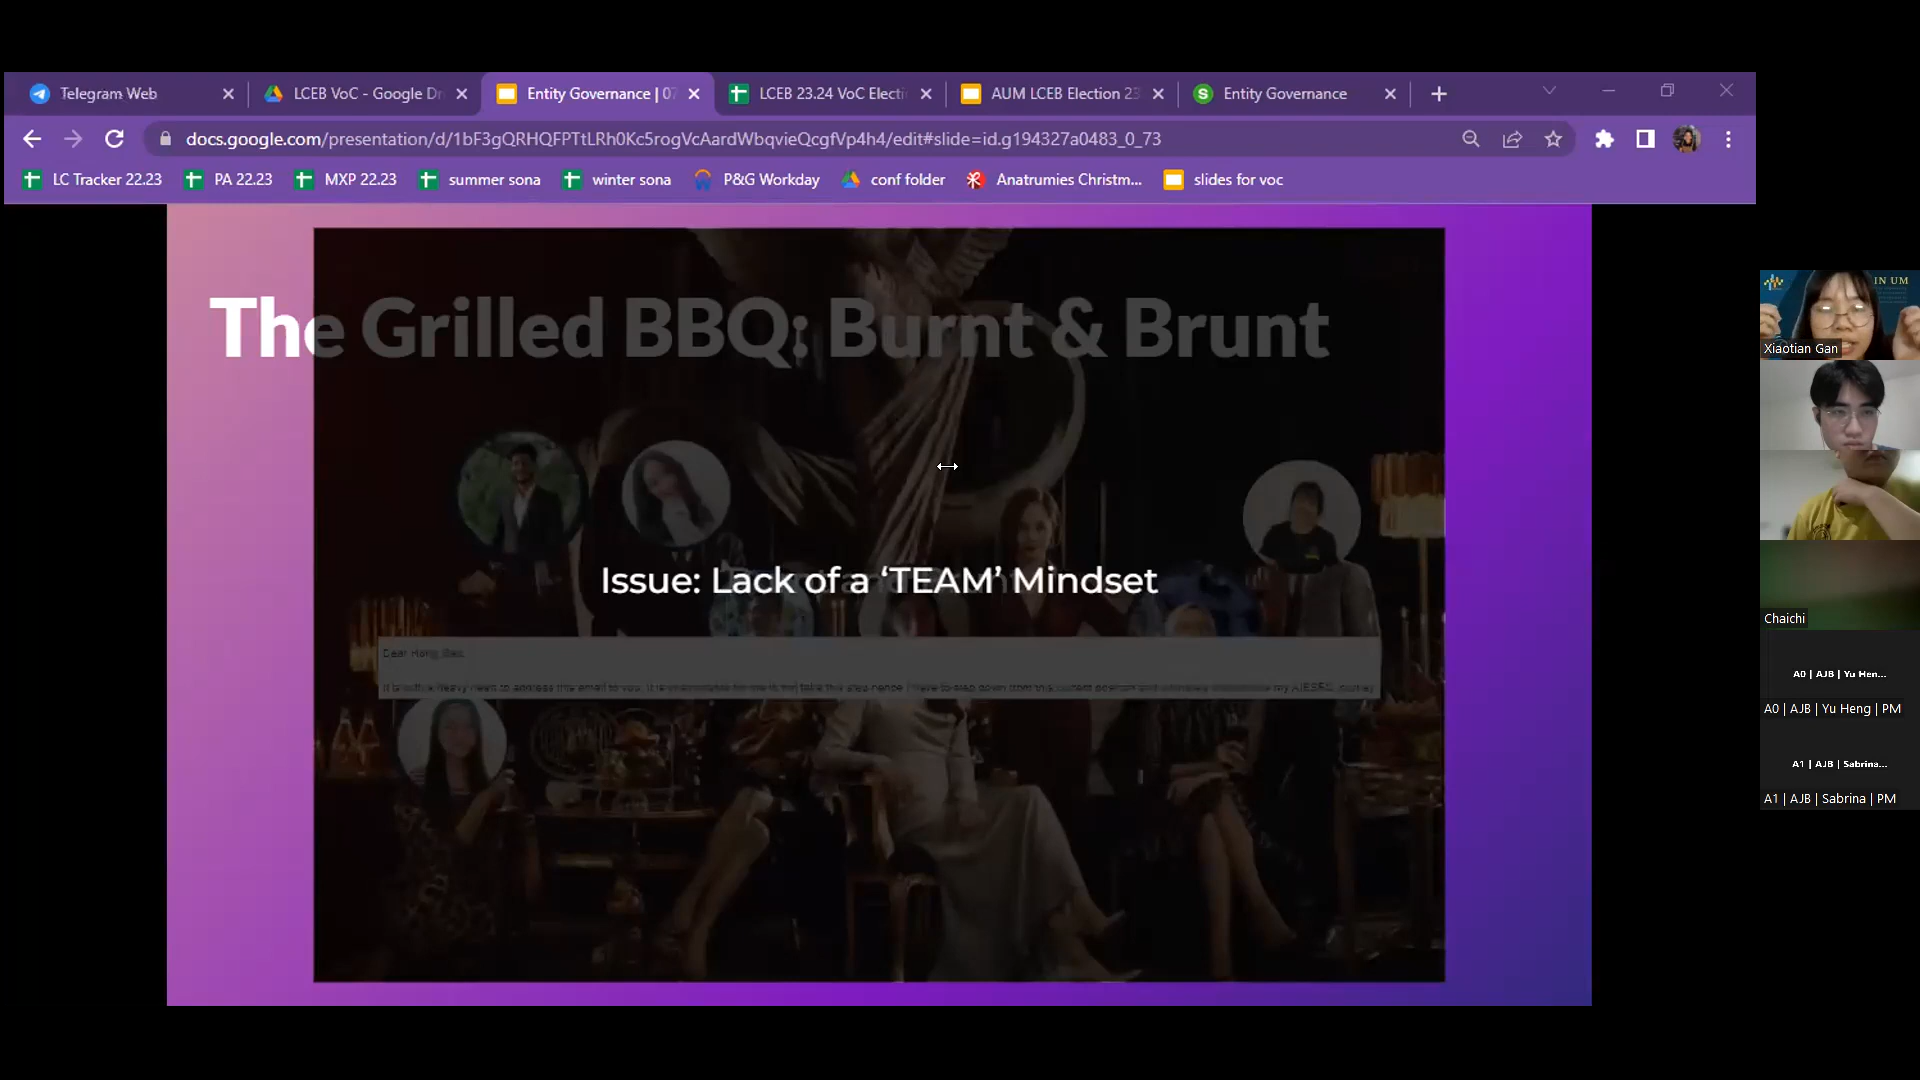 Telegram Web
LCEB VoC - Google Dr
Entity Governance | 07
LCEB 23.24 VoC Electi
AUM LCEB Election 23
Entity Governance
docs.google.com/presentation/d/1bF3gQRHQFPTtLRh0Kc5rogVcAardWbqvieQcgfVp4h4/edit#slide=id.g194327a0483_0_73
LC Tracker 22.23
PA 22.23
MXP 22.23
summer sona
winter sona
P&G Workday
conf folder
Anatrumies Christm...
slides for voc
The Grilled BBQ: Burnt & Brunt
Issue: Lack of a ‘TEAM’ Mindset
IN UM
Xiaotian Gan
Chaichi
A0 | AJB | Yu Hen...
A0 | AJB | Yu Heng | PM
A1 | AJB | Sabrina...
A1 | AJB | Sabrina | PM